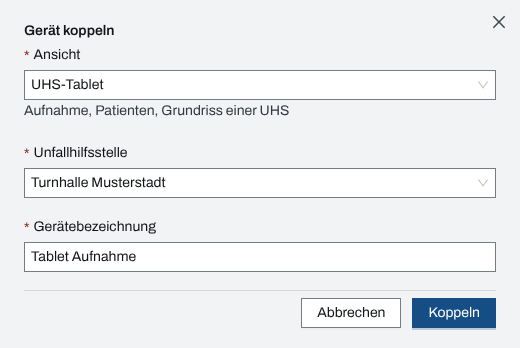 Gerät koppeln
* Ansicht
UHS-Tablet
Aufnahme, Patienten, Grundriss einer UHS
* Unfallhilfsstelle
Turnhalle Musterstadt
* Gerätebezeichnung
Tablet Aufnahme
Abbrechen Koppeln